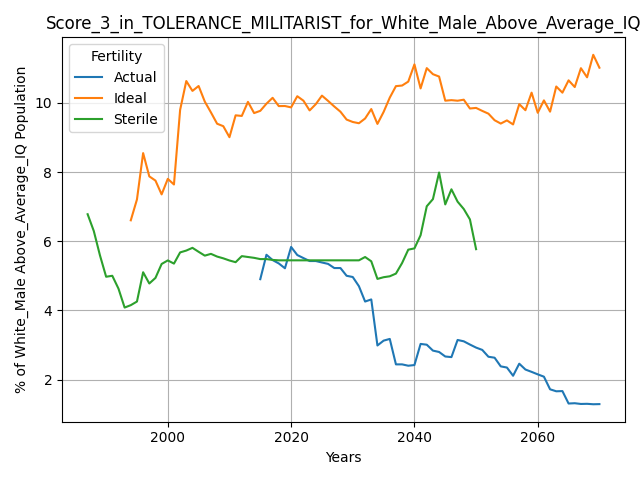 Score_3_in_TOLERANCE_MILITARIST_for_White_Male_Above_Average_IQ
Fertility
Actual
Ideal
Sterile
% of White_Male Above_Average_IQ Population
10
8
6
4
2
2000
2020
2040
2060
Years